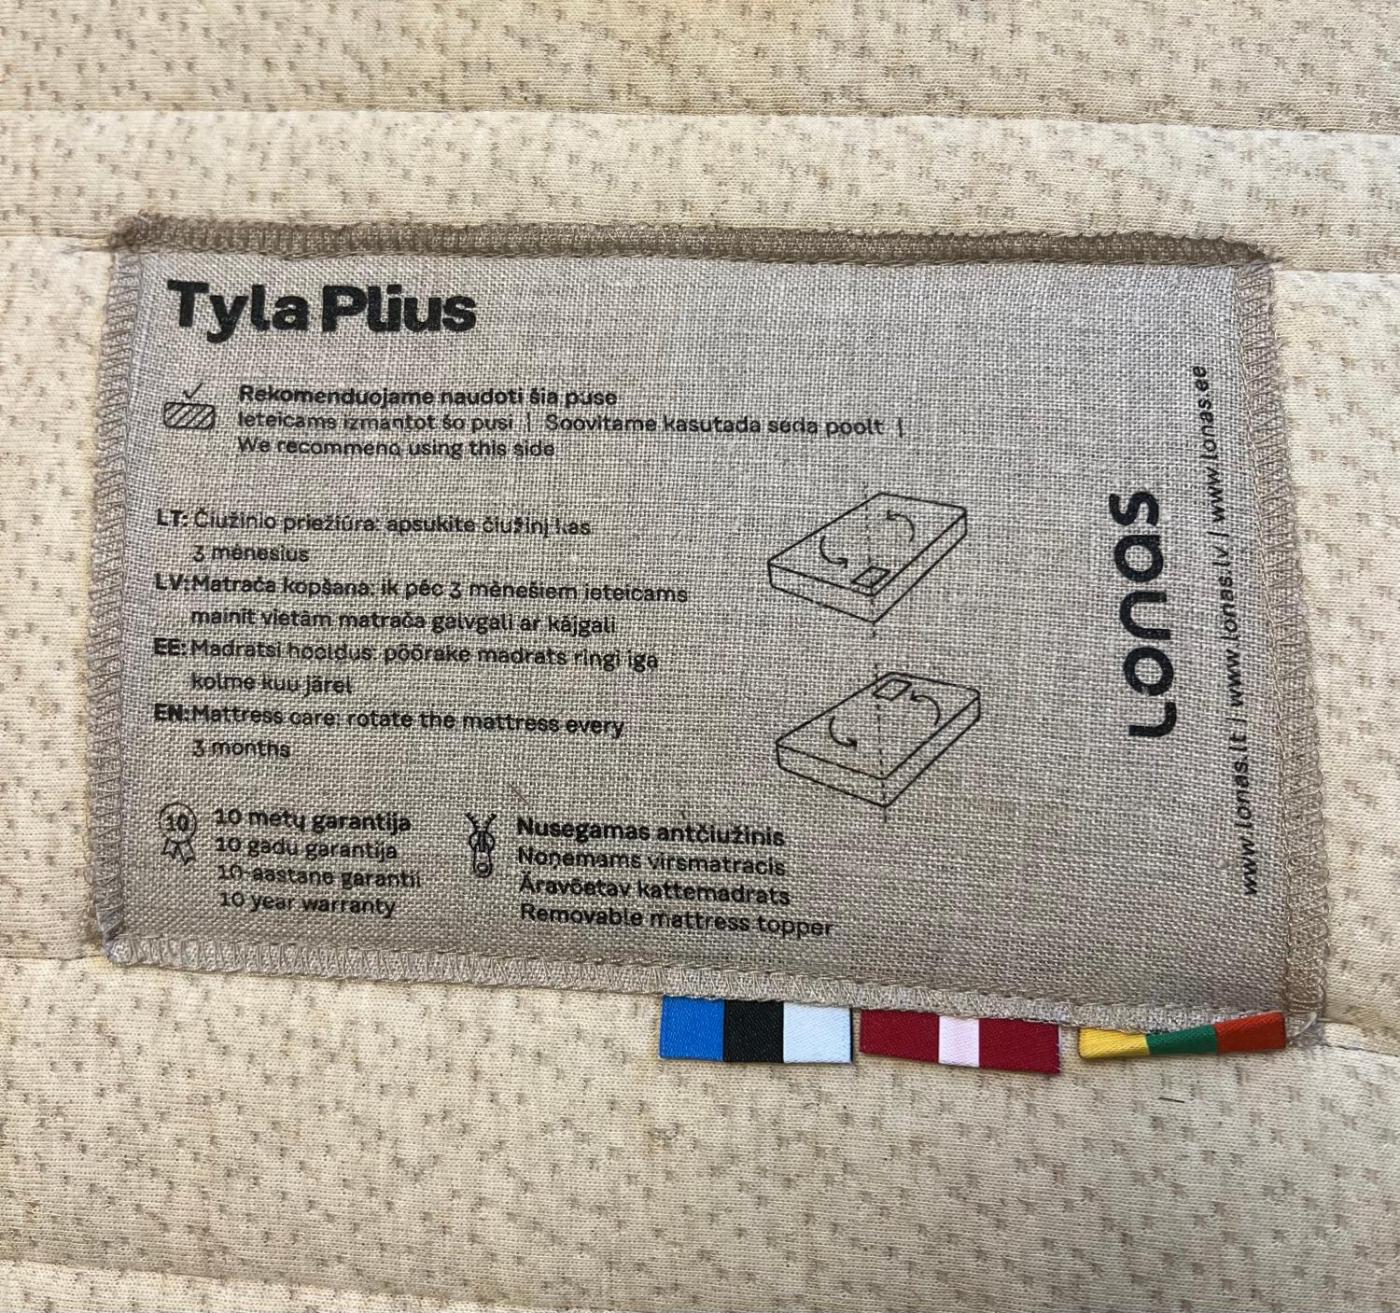 Tyla Plius
Rekomenduojame naudoti šią pusę
Ieteicams izmantot šo pusi | Soovitame kasutada seda poolt |
We recommend using this side
LT: Čiužinio priežiūra: apsukite čiužinį kas
3 mėnesius
LV: Matrača kopšana: ik pēc 3 mēnešiem ieteicams
mainīt vietām matrača galvgali ar kājgali
EE: Madratsi hooldus: pöörake madrats ringi iga
kolme kuu järel
EN: Mattress care: rotate the mattress every
3 months
10
10 metų garantija
10 gadu garantija
10-aastane garantii
10 year warranty
Nusegamas antčiužinis
Noņemams virsmatracis
Äravõetav kattemadrats
Removable mattress topper
Lonas
www.lonas.lt | www.lonas.lv | www.lonas.ee